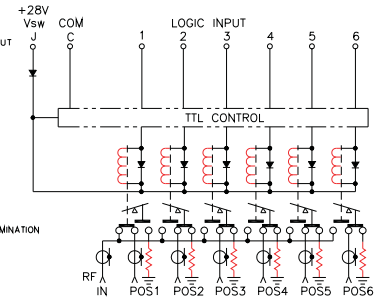 +28V
Vsw COM LOGIC INPUT
UT J C 1 2 3 4 5 6
TTL CONTROL
MINATION
RF
IN POS1 POS2 POS3 POS4 POS5 POS6